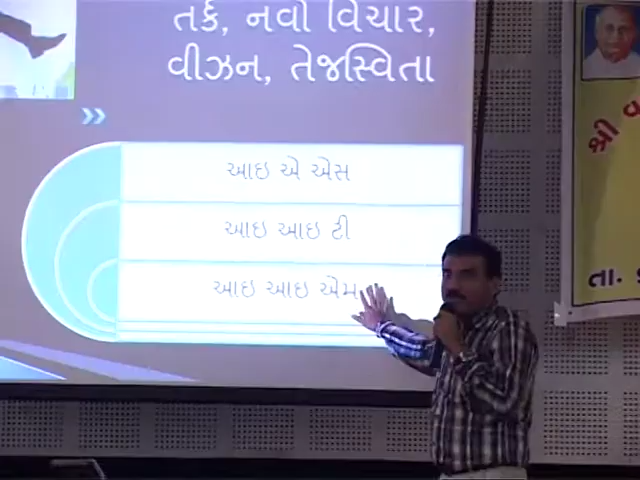 તર્ક, નવો વિચાર,
વીઝન, તેજસ્વિતા
આઇ એ એસ
આઇ આઇ ટી
આઇ આઇ એમ
શ્રી
તા.